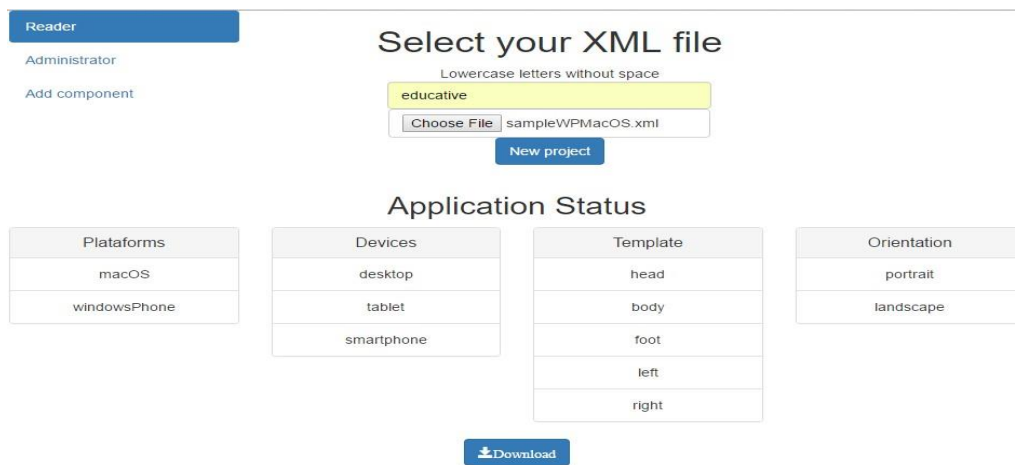 Reader
Administrator
Add component
Select your XML file
Lowercase letters without space
educative
Choose File sampleWPMacOS.xml
New project
Application Status
Plataforms Devices Template Orientation
macOS desktop head portrait
windowsPhone tablet body landscape
smartphone foot
left
right
Download